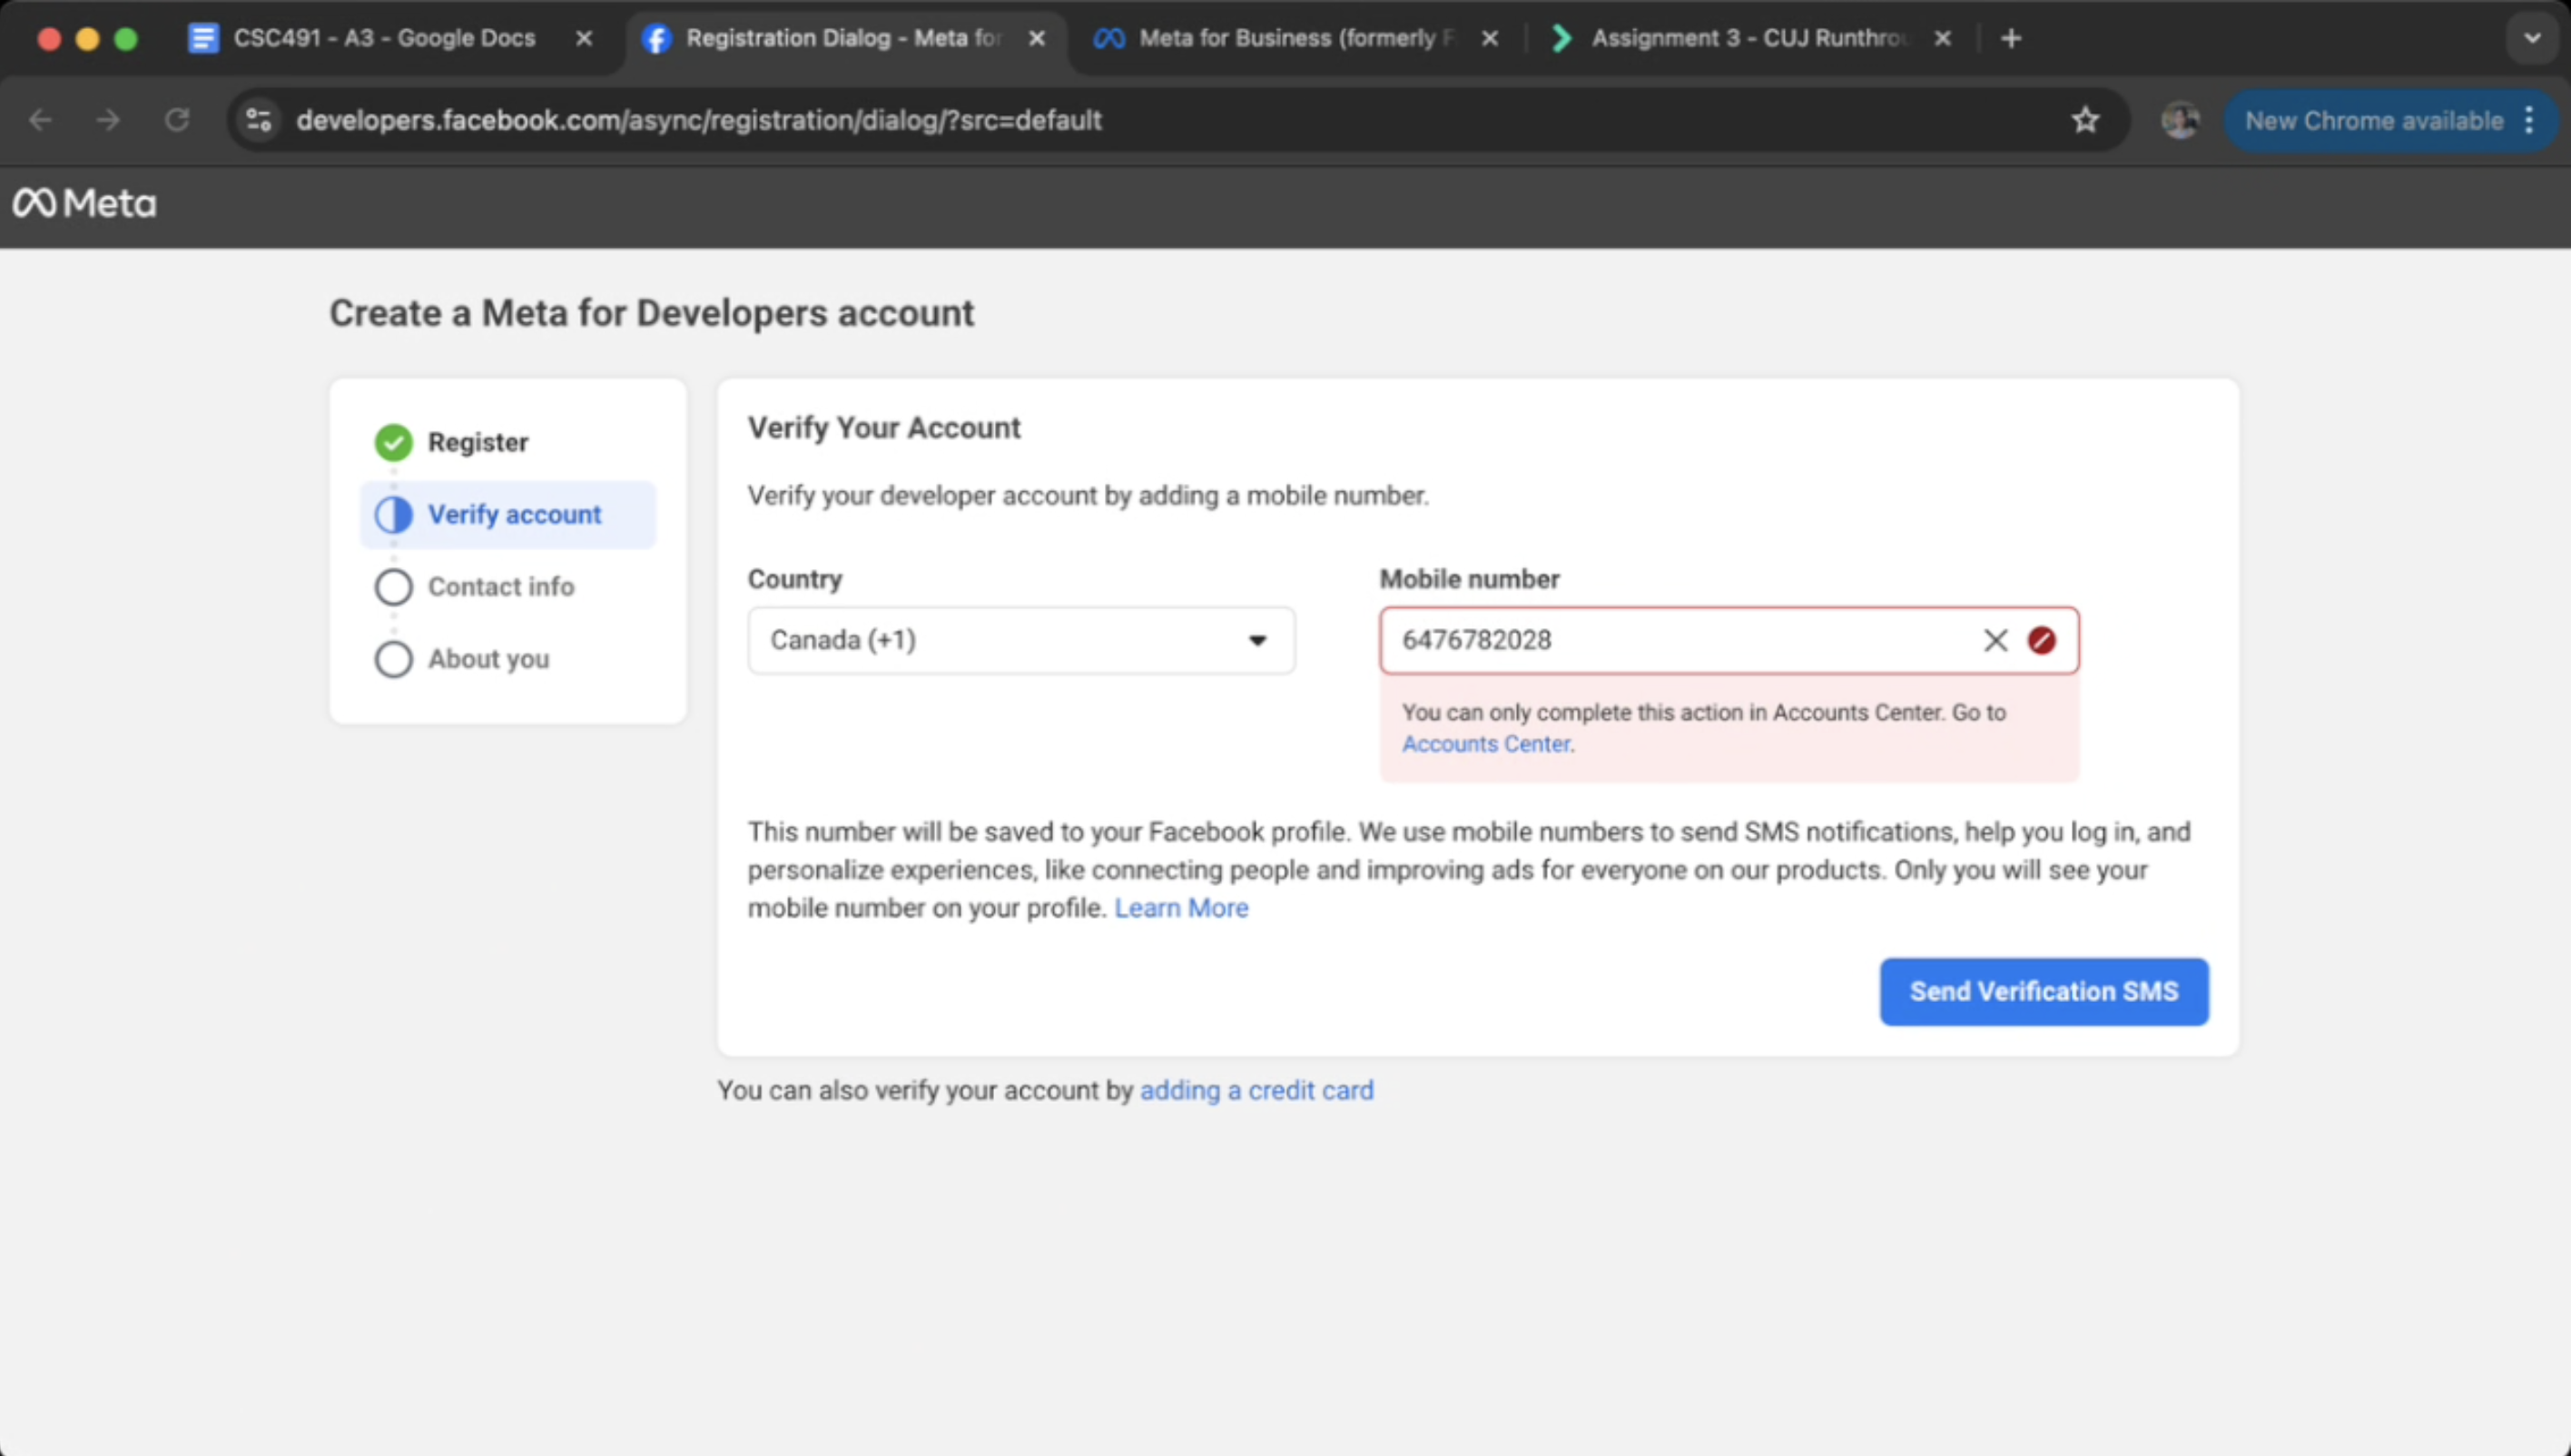 CSC491 - A3 - Google Docs
Registration Dialog - Meta for
Meta for Business (formerly F
Assignment 3 - CUJ Runthrou
developers.facebook.com/async/registration/dialog/?src=default
New Chrome available
Meta
Create a Meta for Developers account
Register
Verify account
Contact info
About you
Verify Your Account
Verify your developer account by adding a mobile number.
Country
Canada (+1)
Mobile number
6476782028
You can only complete this action in Accounts Center. Go to
Accounts Center.
This number will be saved to your Facebook profile. We use mobile numbers to send SMS notifications, help you log in, and
personalize experiences, like connecting people and improving ads for everyone on our products. Only you will see your
mobile number on your profile. Learn More
Send Verification SMS
You can also verify your account by adding a credit card